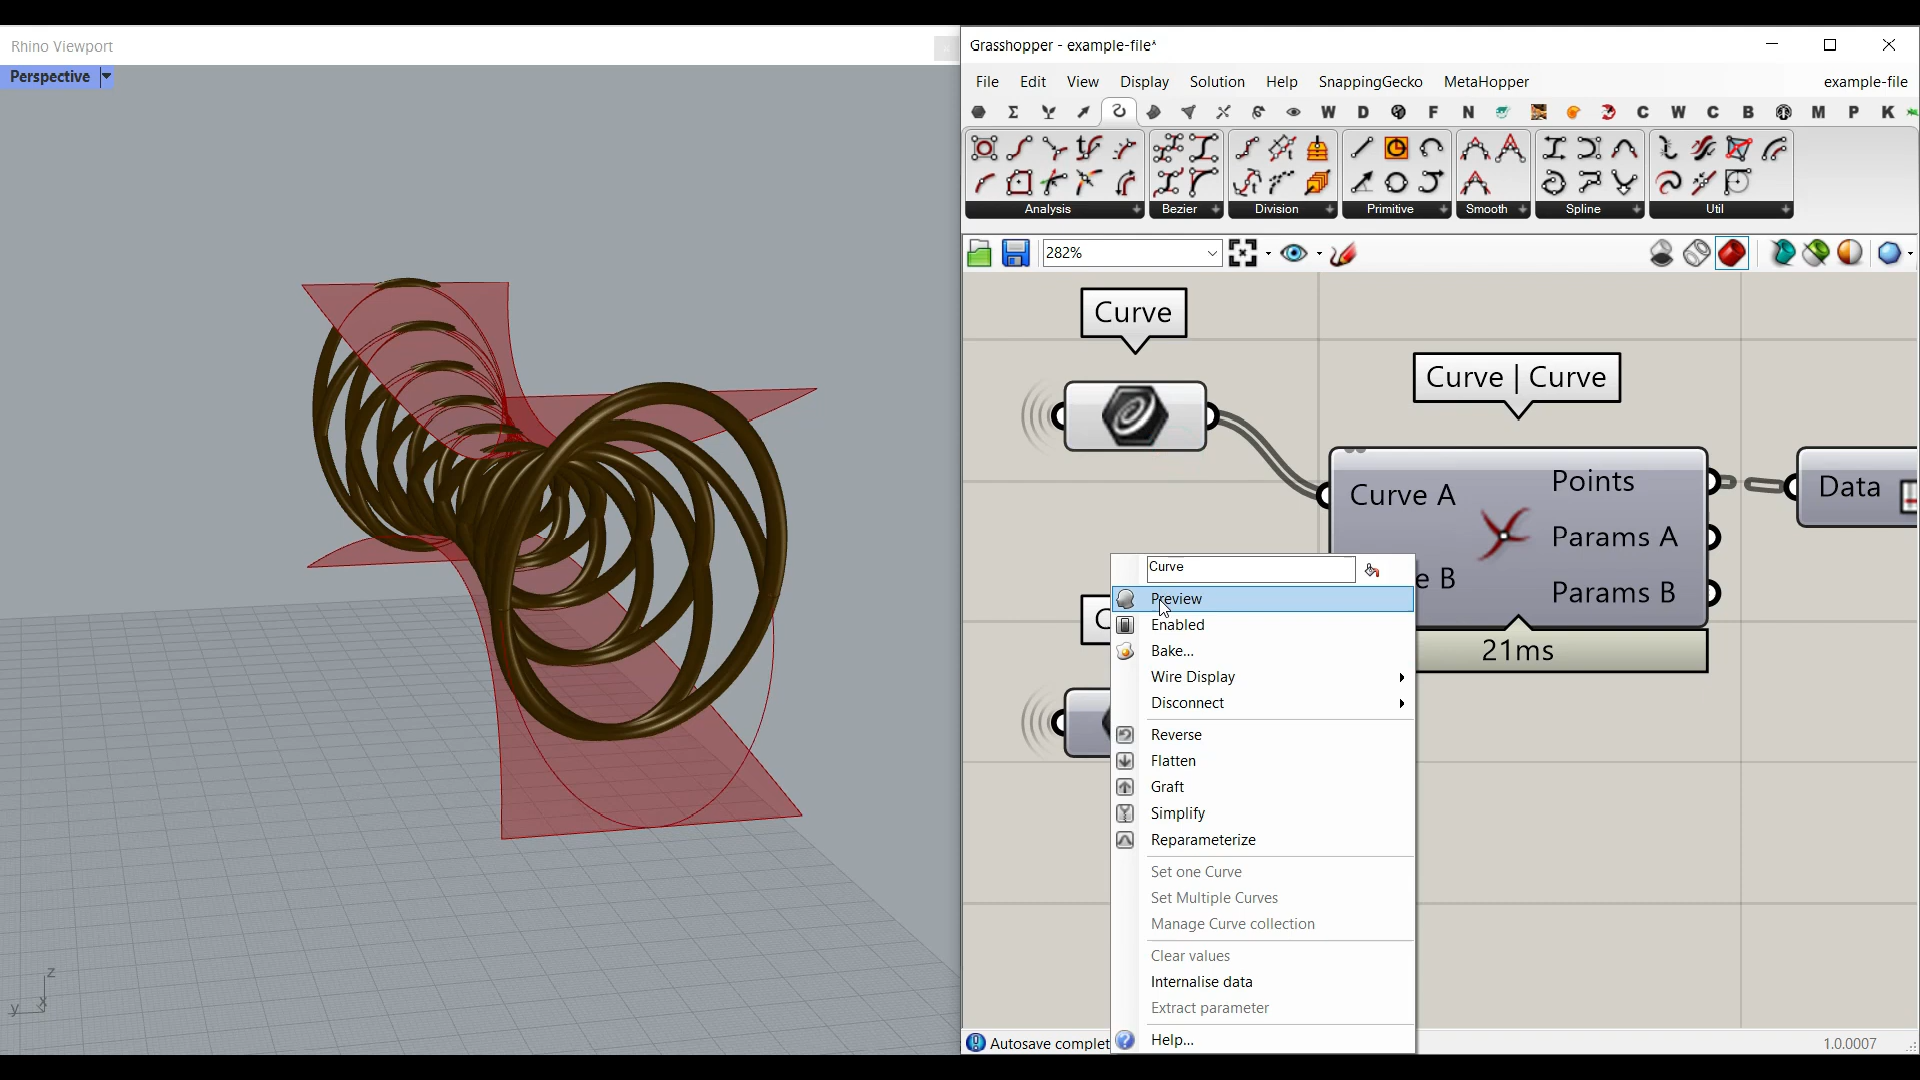 Rhino Viewport
Perspective
Grasshopper - example-file*
File Edit View Display Solution Help SnappingGecko MetaHopper example-file
W D F N C W C B M P K
Analysis Bezier Division Primitive Smooth Spline Util
282%
Curve
Curve | Curve
Curve A
Points
Params A
e B
Params B
Data
21ms
C
Curve
Preview
Enabled
Bake...
Wire Display
Disconnect
Reverse
Flatten
Graft
Simplify
Reparameterize
Set one Curve
Set Multiple Curves
Manage Curve collection
Clear values
Internalise data
Extract parameter
Help...
Autosave complet
1.0.0007
z
y x